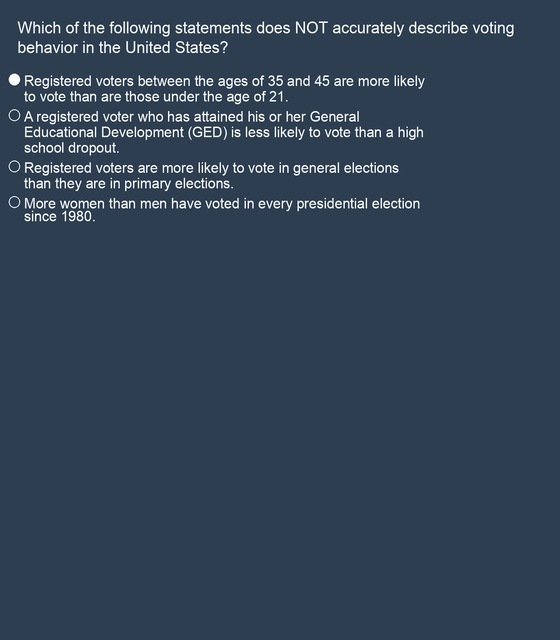 Which of the following statements does NOT accurately describe voting
behavior in the United States?
Registered voters between the ages of 35 and 45 are more likely
to vote than are those under the age of 21.
A registered voter who has attained his or her General
Educational Development (GED) is less likely to vote than a high
school dropout.
Registered voters are more likely to vote in general elections
than they are in primary elections.
More women than men have voted in every presidential election
since 1980.